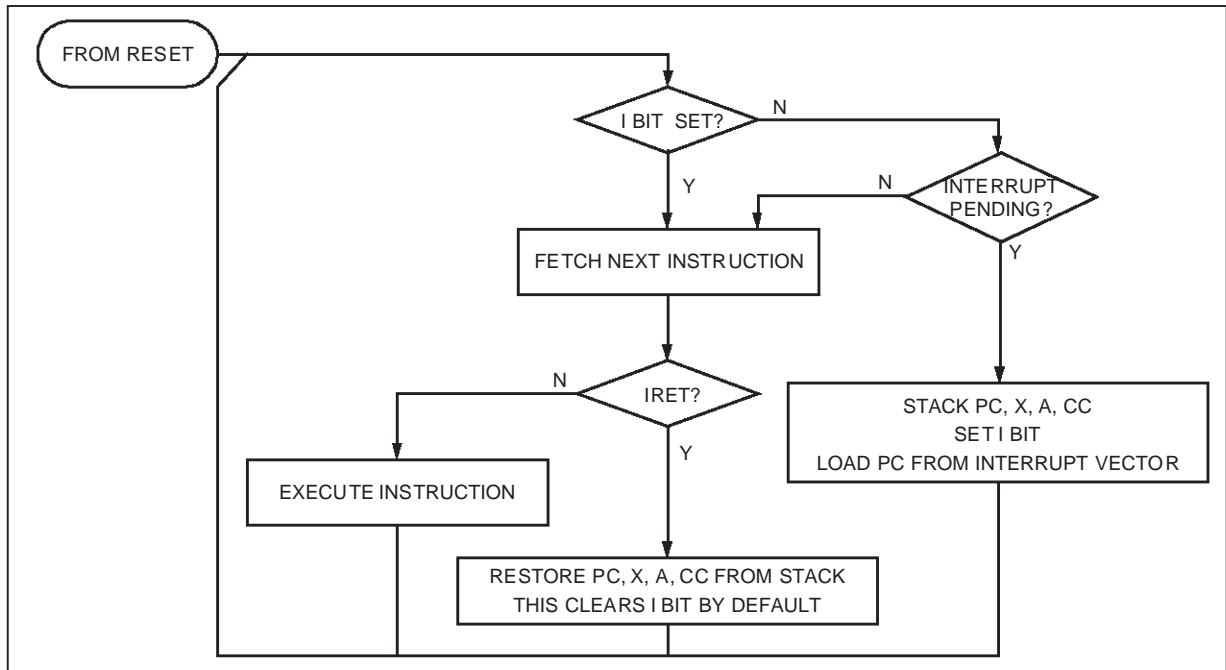 FROM RESET
I BIT SET?
N
Y
INTERRUPT
PENDING?
N
Y
FETCH NEXT INSTRUCTION
IRET?
N
Y
STACK PC, X, A, CC
SET I BIT
LOAD PC FROM INTERRUPT VECTOR
EXECUTE INSTRUCTION
RESTORE PC, X, A, CC FROM STACK
THIS CLEARS I BIT BY DEFAULT